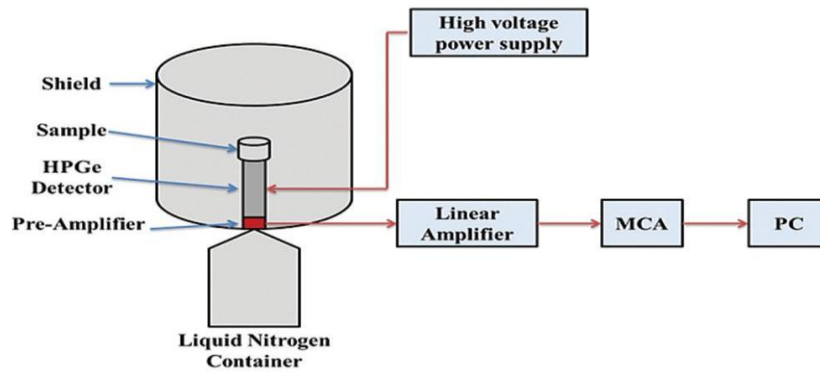 High voltage
power supply
Shield
Sample
HPGe
Detector
Pre-Amplifier
Linear
Amplifier
MCA
PC
Liquid Nitrogen
Container